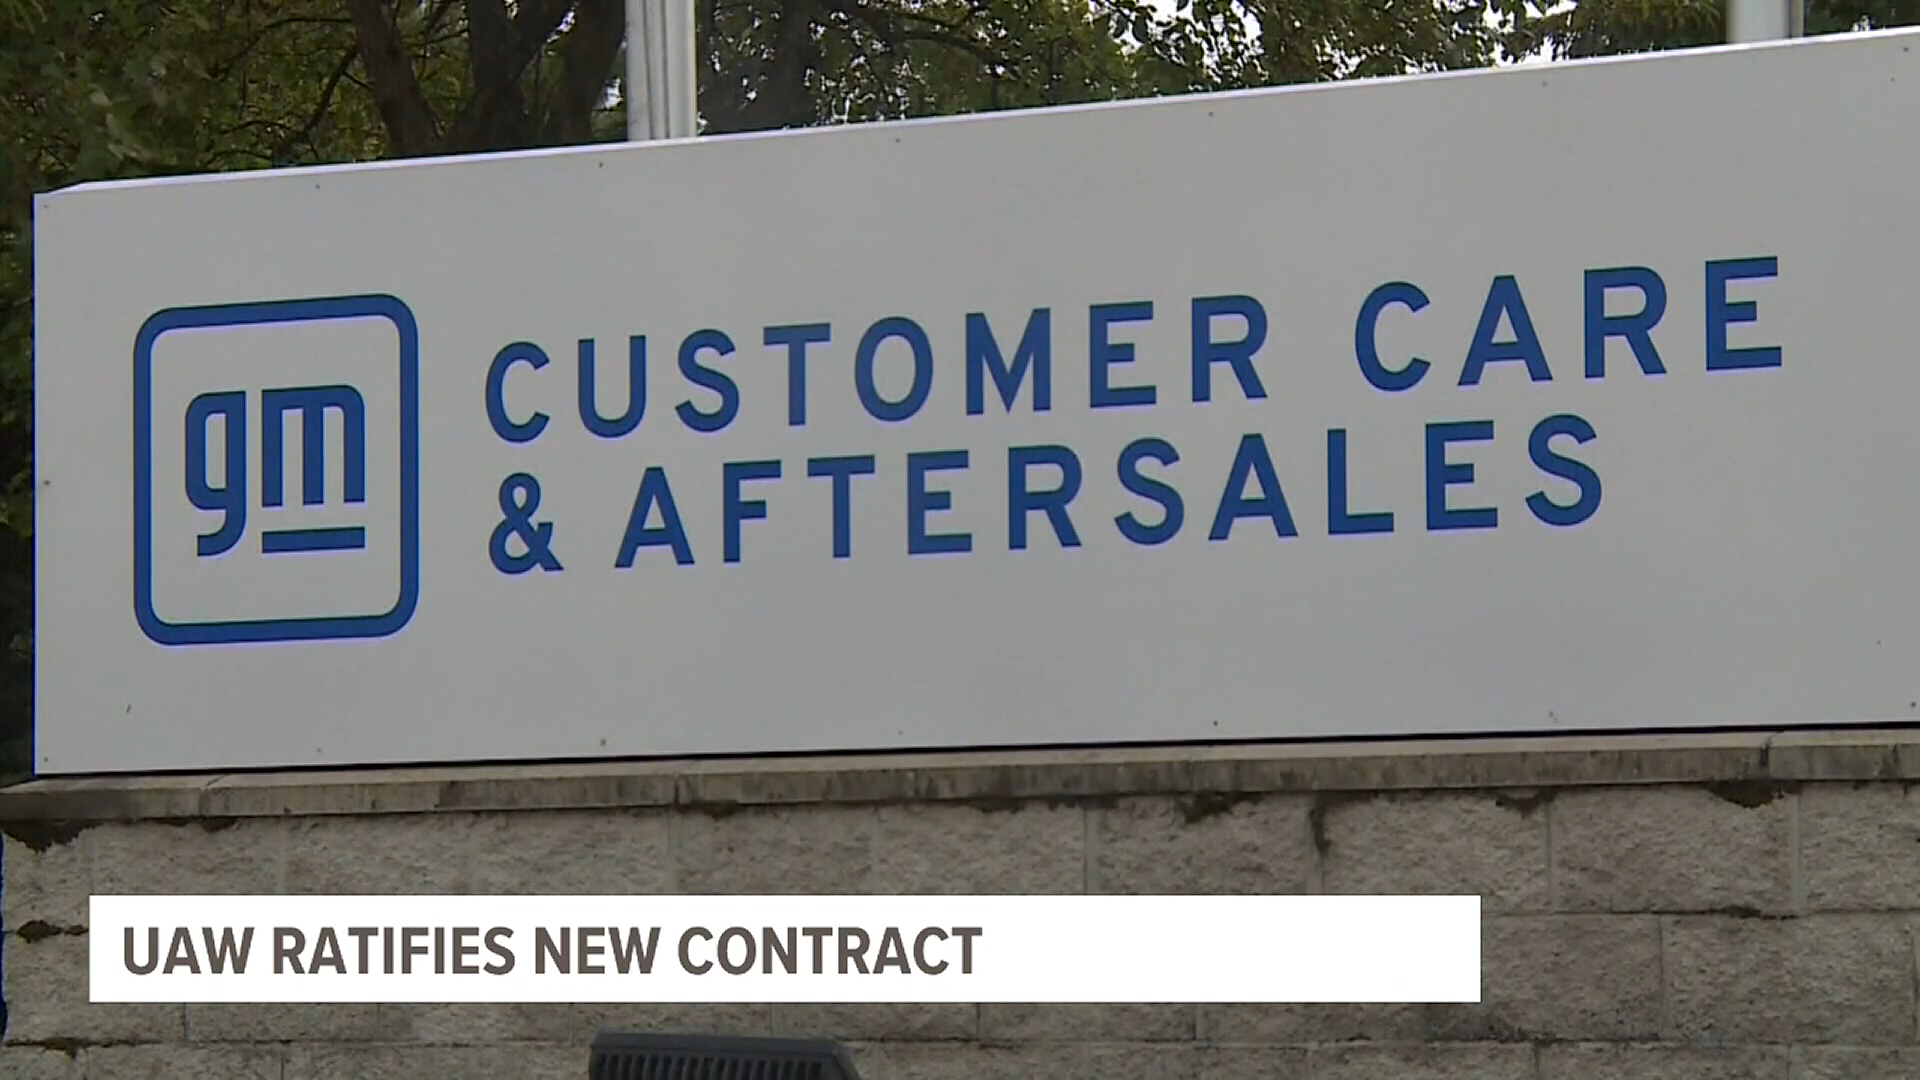 gm
CUSTOMER CARE
& AFTERSALES
UAW RATIFIES NEW CONTRACT